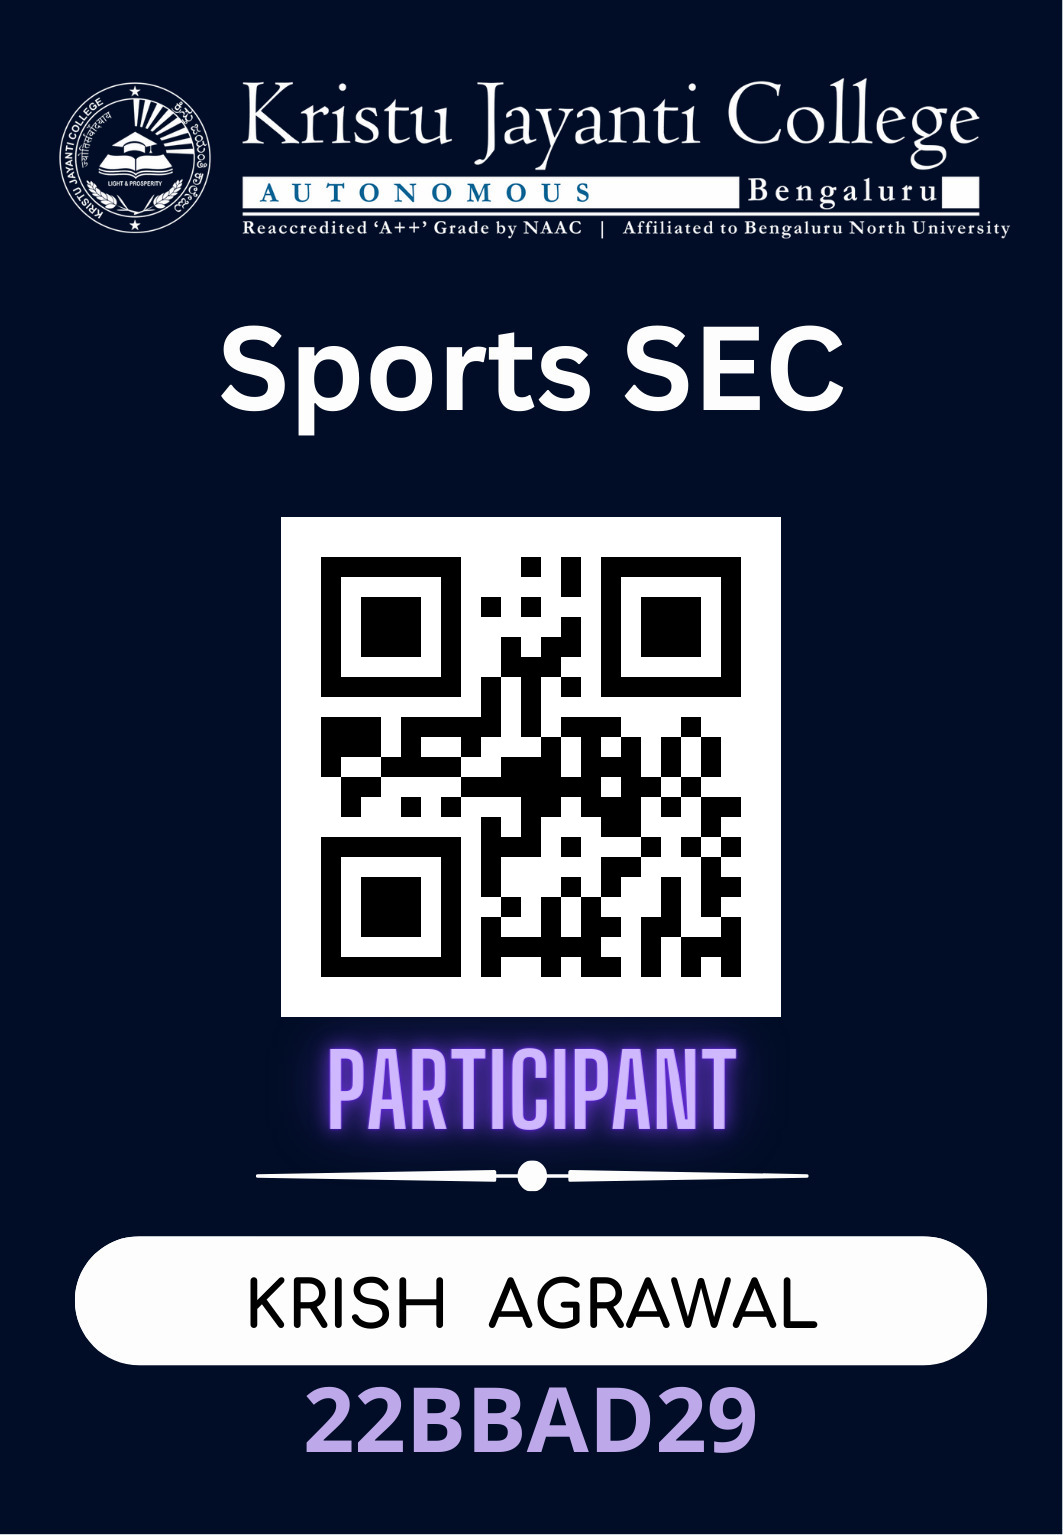 KRISTU JAYANTI COLLEGE
ಕ್ರಿಸ್ತು ಜಯಂತಿ ಕಾಲೇಜು
LIGHT & PROSPERITY
Kristu Jayanti College
AUTONOMOUS Bengaluru
Reaccredited ‘A++’ Grade by NAAC | Affiliated to Bengaluru North University
Sports SEC
PARTICIPANT
KRISH AGRAWAL
22BBAD29